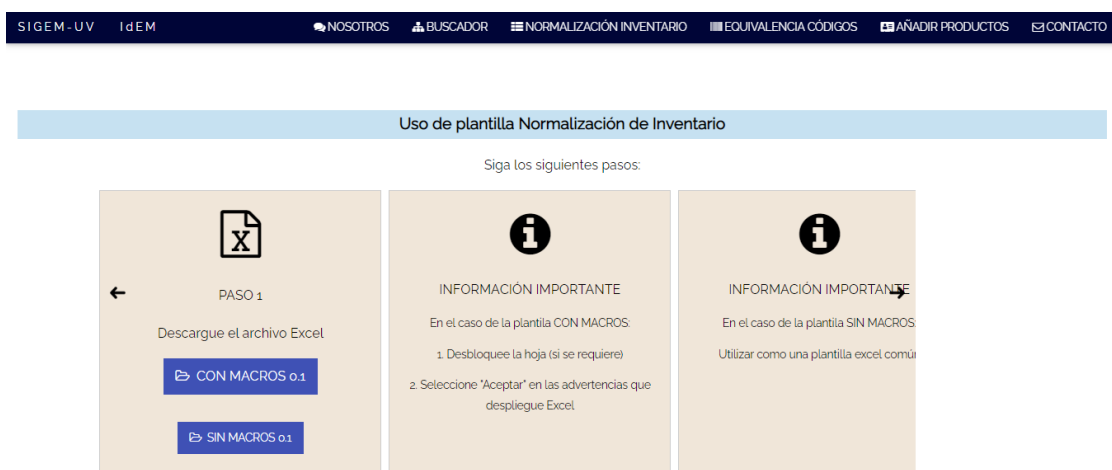 SIGEM-UV IdEM NOSOTROS BUSCADOR NORMALIZACIÓN INVENTARIO EQUIVALENCIA CÓDIGOS AÑADIR PRODUCTOS CONTACTO
Uso de plantilla Normalización de Inventario
Siga los siguientes pasos:
PASO 1
Descargue el archivo Excel
CON MACROS 0.1
SIN MACROS 0.1
INFORMACIÓN IMPORTANTE
En el caso de la plantila CON MACROS:
1. Desbloquee la hoja (si se requiere)
2. Seleccione "Aceptar" en las advertencias que
despliegue Excel
INFORMACIÓN IMPORTANTE
En el caso de la plantilla SIN MACROS:
Utilizar como una plantilla excel común